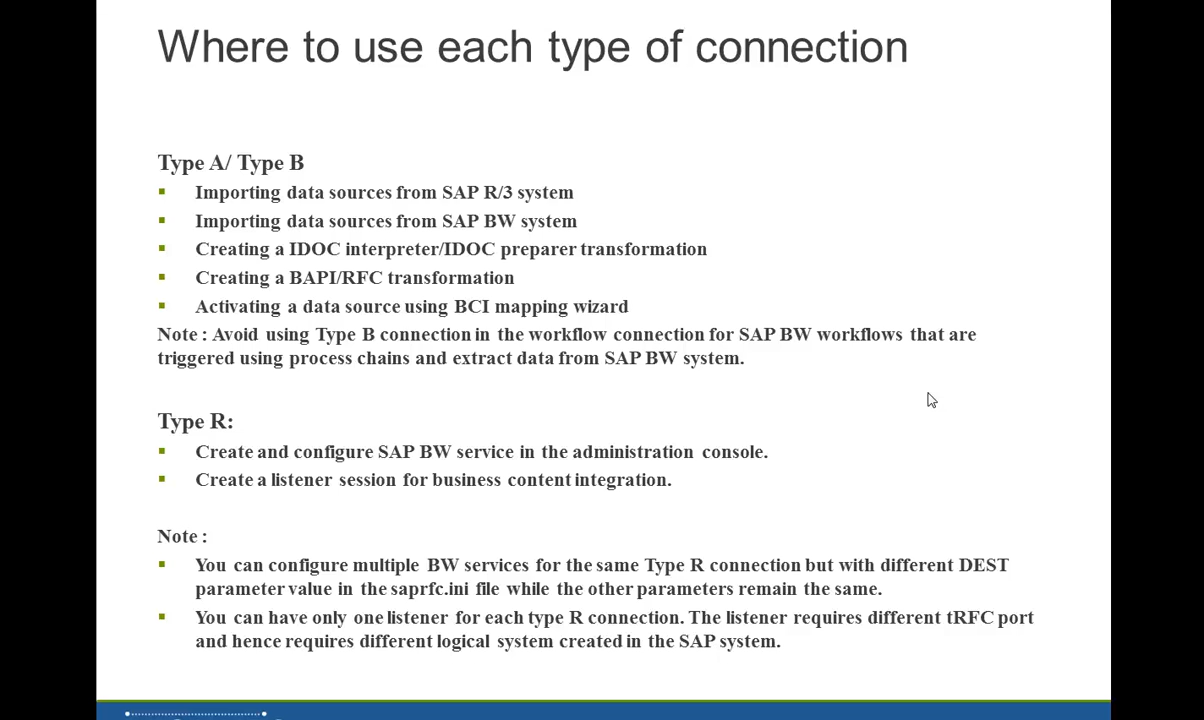 Where to use each type of connection
Type A/ Type B
Importing data sources from SAP R/3 system
Importing data sources from SAP BW system
Creating a IDOC interpreter/IDOC preparer transformation
Creating a BAPI/RFC transformation
Activating a data source using BCI mapping wizard
Note : Avoid using Type B connection in the workflow connection for SAP BW workflows that are
triggered using process chains and extract data from SAP BW system.
Type R:
Create and configure SAP BW service in the administration console.
Create a listener session for business content integration.
Note :
You can configure multiple BW services for the same Type R connection but with different DEST
parameter value in the saprfc.ini file while the other parameters remain the same.
You can have only one listener for each type R connection. The listener requires different tRFC port
and hence requires different logical system created in the SAP system.